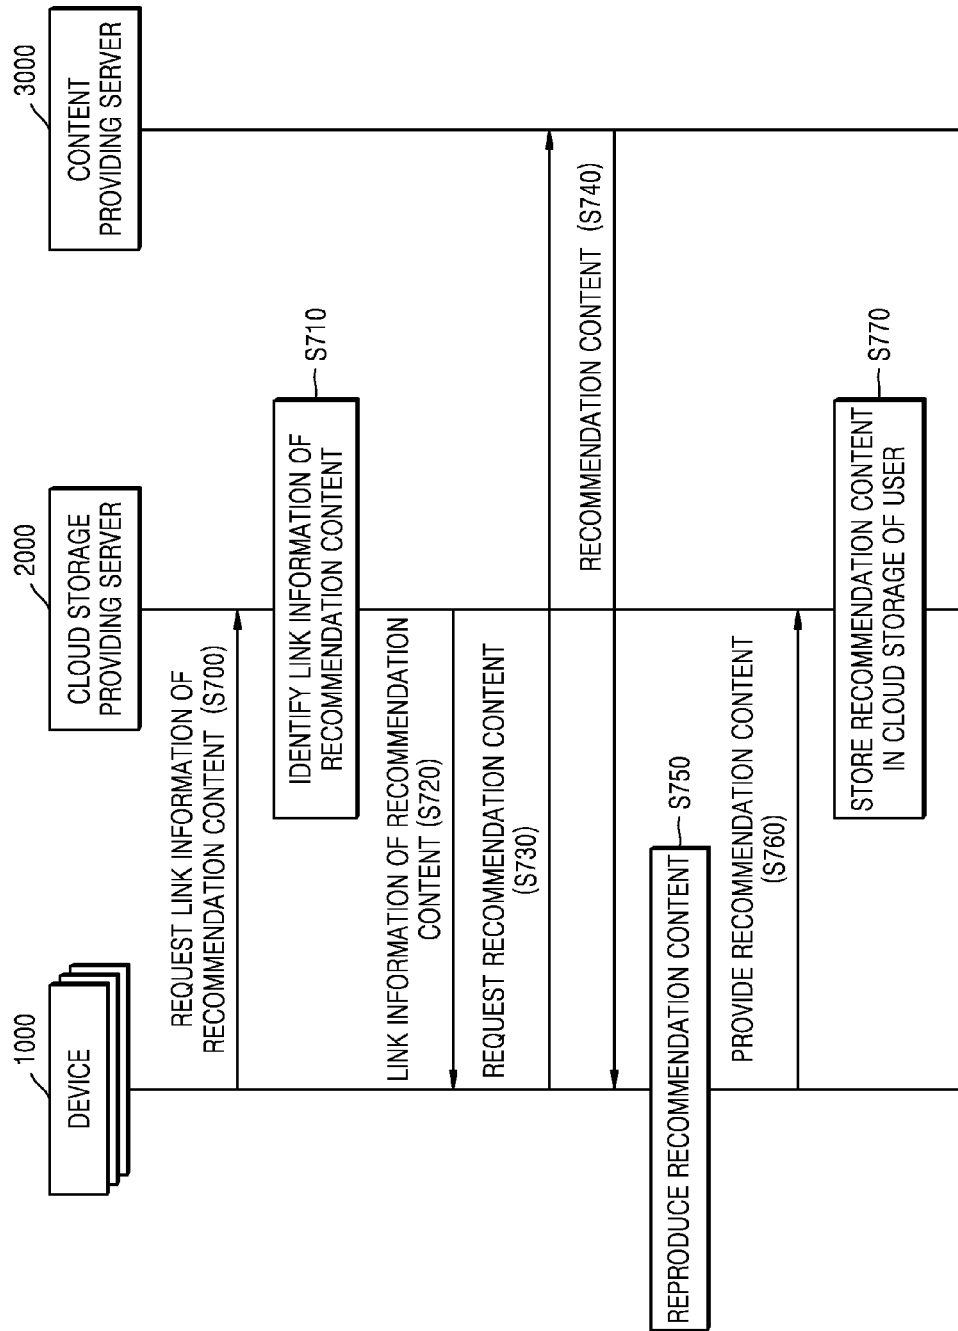 1000
DEVICE
2000
CLOUD STORAGE
PROVIDING SERVER
3000
CONTENT
PROVIDING SERVER
REQUEST LINK INFORMATION OF
RECOMMENDATION CONTENT (S700)
IDENTIFY LINK INFORMATION OF
RECOMMENDATION CONTENT
S710
LINK INFORMATION OF RECOMMENDATION
CONTENT (S720)
REQUEST RECOMMENDATION CONTENT
(S730)
RECOMMENDATION CONTENT (S740)
REPRODUCE RECOMMENDATION CONTENT
S750
PROVIDE RECOMMENDATION CONTENT
(S760)
STORE RECOMMENDATION CONTENT
IN CLOUD STORAGE OF USER
S770